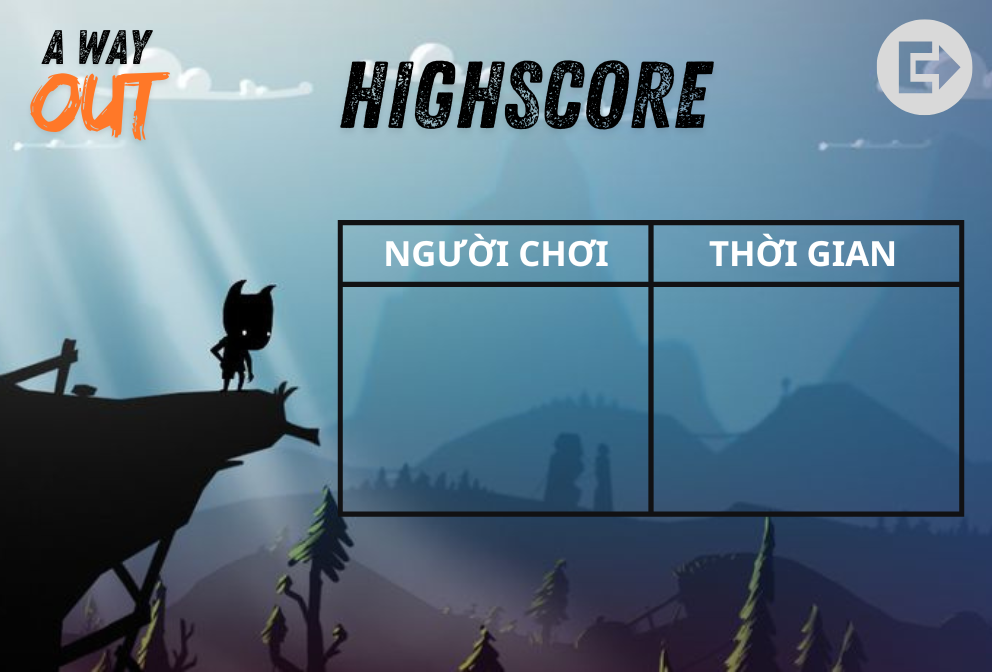 A WAY
OUT
HIGHSCORE
NGƯỜI CHƠI
THỜI GIAN